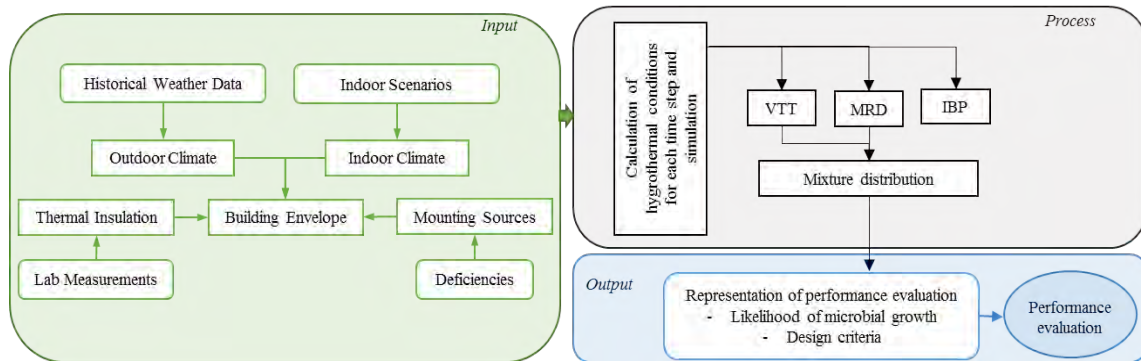 Input
Historical Weather Data
Indoor Scenarios
Outdoor Climate
Indoor Climate
Thermal Insulation
Building Envelope
Mounting Sources
Lab Measurements
Deficiencies
Process
Calculation of
hygrothermal conditions
for each time step and
simulation
VTT
MRD
IBP
Mixture distribution
Output
Representation of performance evaluation
- Likelihood of microbial growth
- Design criteria
Performance
evaluation